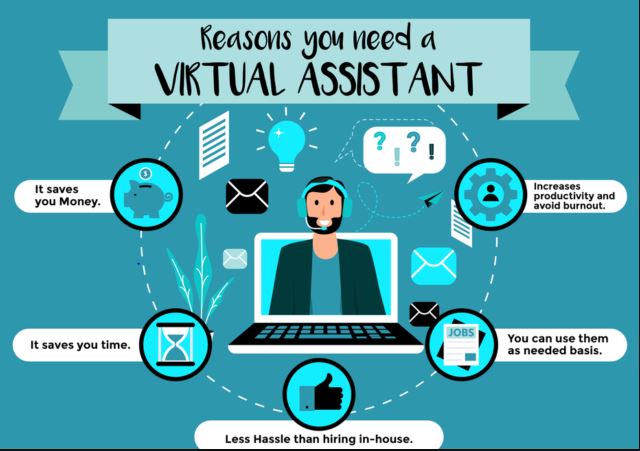 Reasons you need a
VIRTUAL ASSISTANT
? ! ? !
It saves
you Money.
$
Increases
productivity and
avoid burnout.
It saves you time.
JOBS
You can use them
as needed basis.
Less Hassle than hiring in-house.